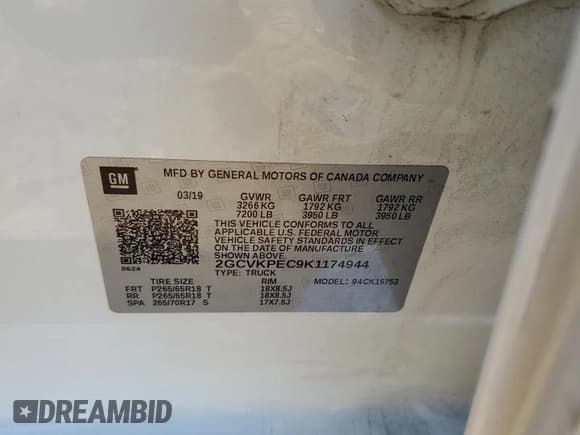 GM
MFD BY GENERAL MOTORS OF CANADA COMPANY
03/19 GVWR GAWR FRT GAWR RR
3266 KG 1792 KG 1792 KG
7200 LB 3950 LB 3950 LB
THIS VEHICLE CONFORMS TO ALL
APPLICABLE U.S. FEDERAL MOTOR
VEHICLE SAFETY STANDARDS IN EFFECT
ON THE DATE OF MANUFACTURE
SHOWN ABOVE.
2GCVKPEC9K1174944
8624 TYPE: TRUCK MODEL: 94CK15753
TIRE SIZE RIM
FRT P265/65R18 T 18X8.5J
RR P265/65R18 T 18X8.5J
SPA 265/70R17 S 17X7.5J
DREAMBID